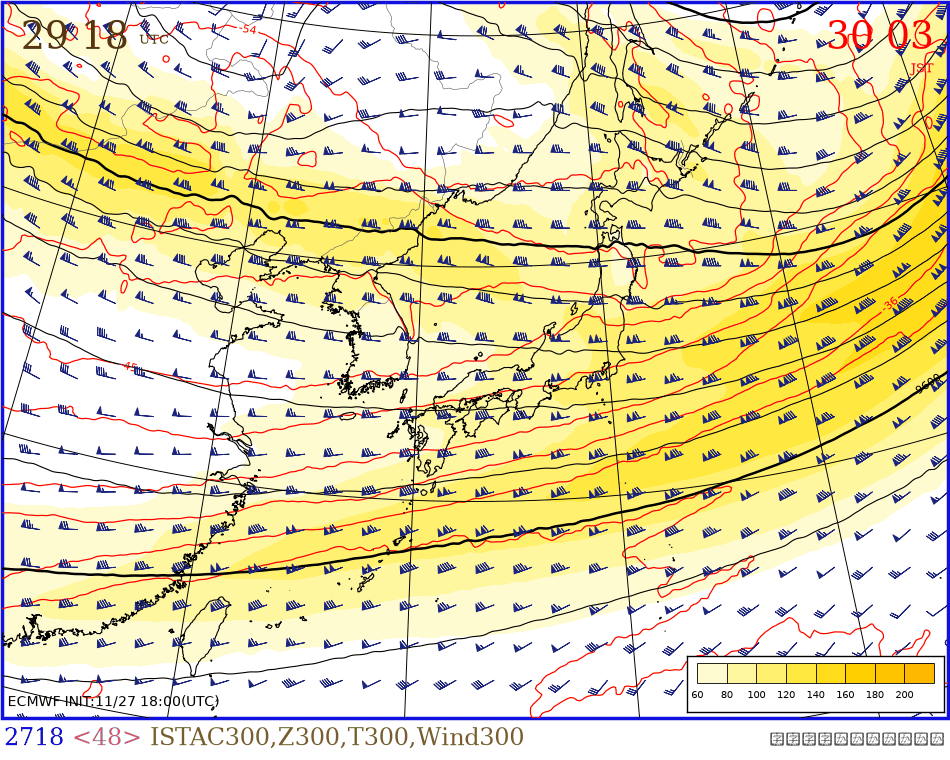 29 18 UTC 30 03
JST
-54
-36
-45
9600
60 80 100 120 140 160 180 200
ECMWF INIT:11/27 18:00(UTC)
2718 <48> ISTAC300,Z300,T300,Wind300